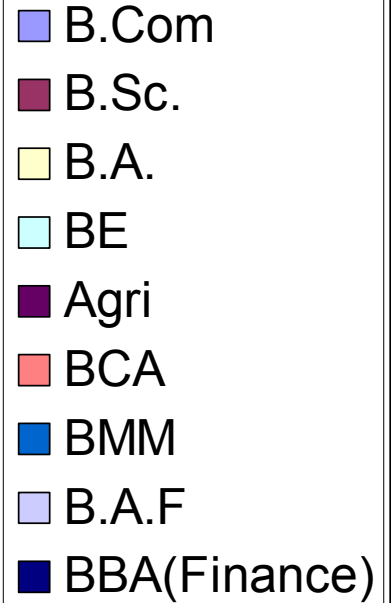 B.Com
B.Sc.
B.A.
BE
Agri
BCA
BMM
B.A.F
BBA(Finance)